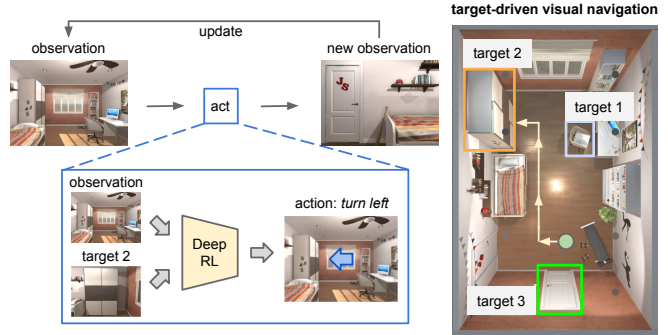 target-driven visual navigation
update
observation
new observation
act
JS
observation
target 2
Deep
RL
action: turn left
target 2
target 1
target 3